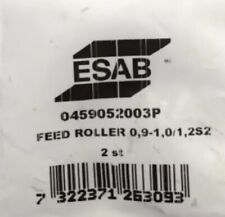 ESAB
0459052003P
FEED ROLLER 0,9-1,0/1,2S2
2 st
7 322371 263093